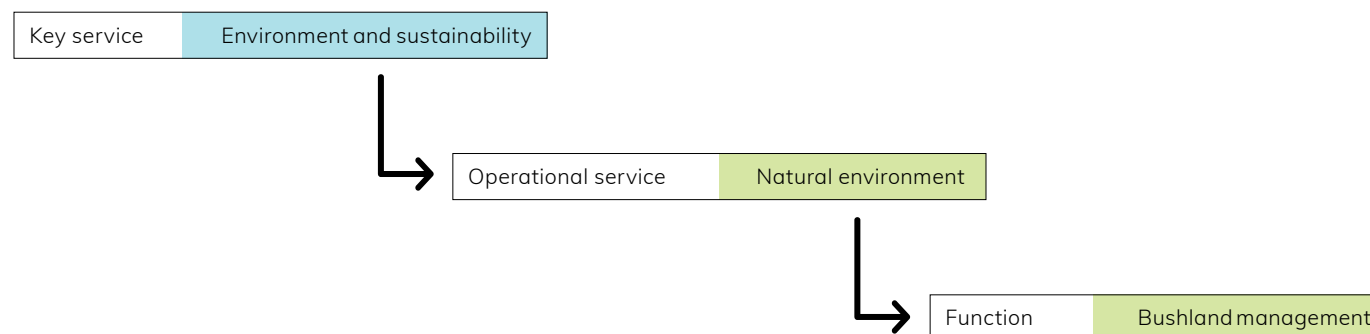 Key service Environment and sustainability
Operational service Natural environment
Function Bushland management